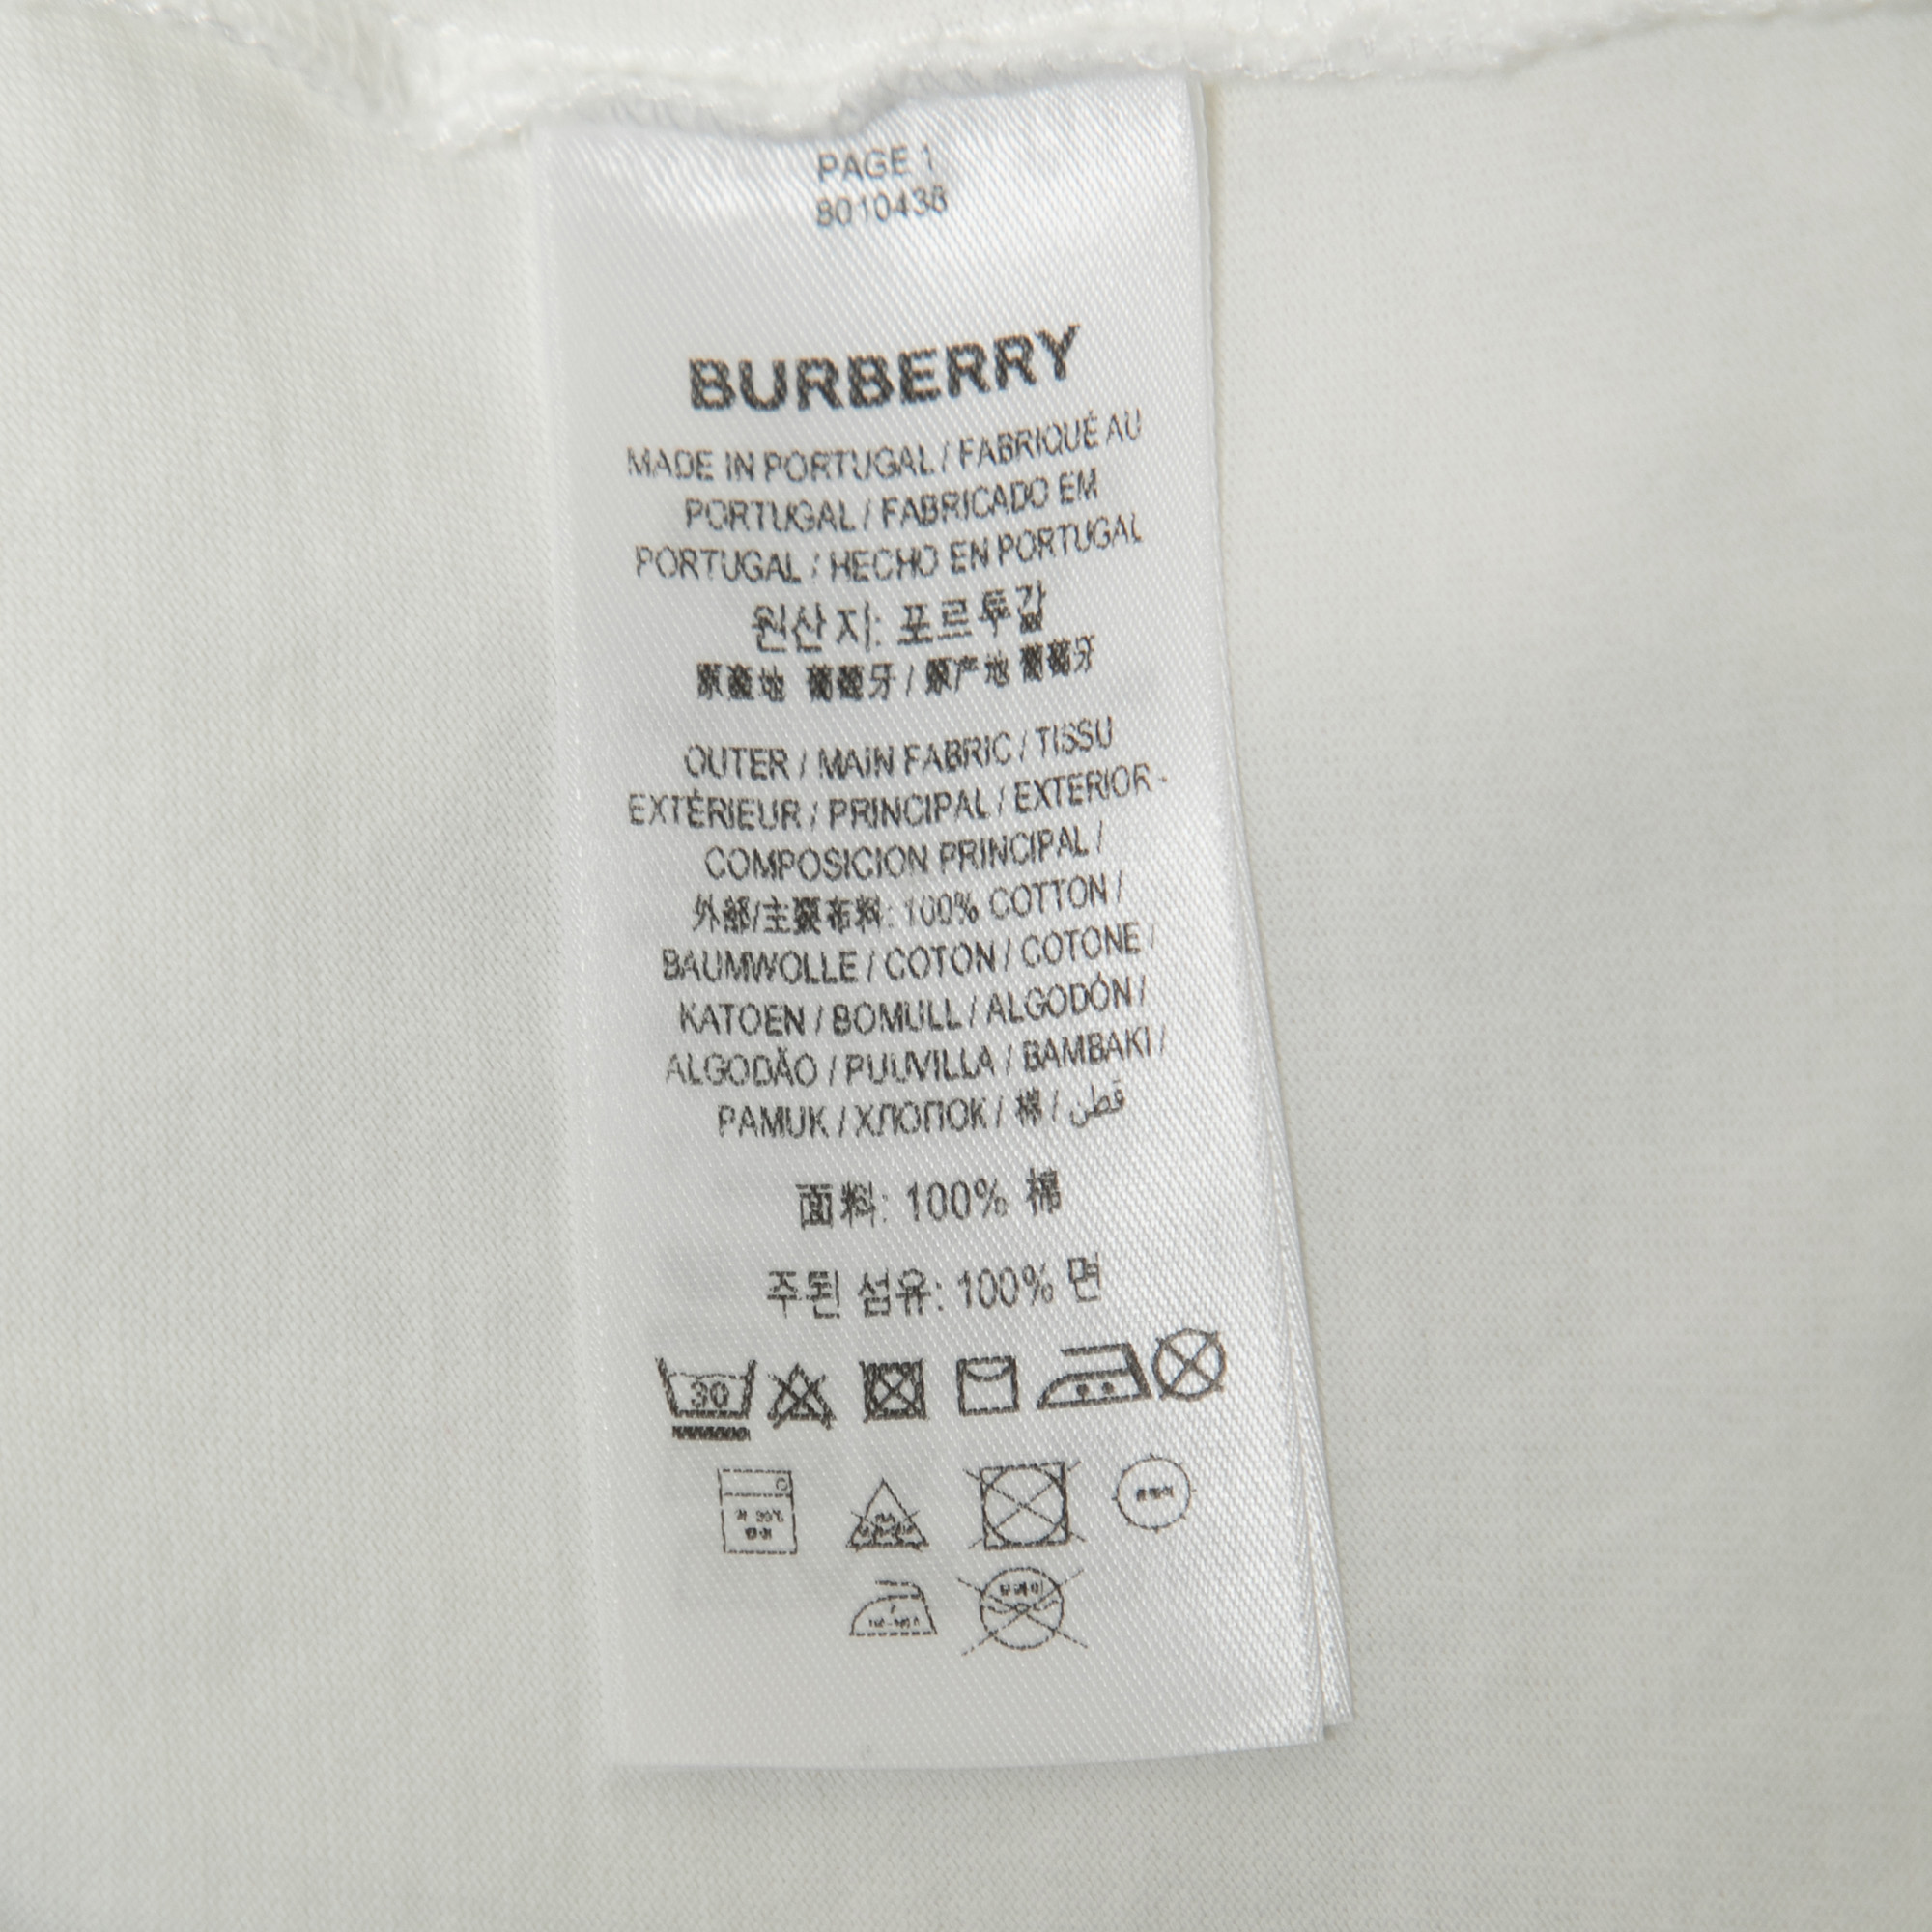 PAGE 1
8010438
BURBERRY
MADE IN PORTUGAL / FABRIQUÉ AU
PORTUGAL / FABRICADO EM
PORTUGAL / HECHO EN PORTUGAL
원산지: 포르투갈
原產地 葡萄牙 / 原产地 葡萄牙
OUTER / MAIN FABRIC / TISSU
EXTÉRIEUR / PRINCIPAL / EXTERIOR -
COMPOSICION PRINCIPAL /
外部/主要布料: 100% COTTON /
BAUMWOLLE / COTON / COTONE /
KATOEN / BOMULL / ALGODÓN /
ALGODÃO / PUUVILLA / BAMBAKI /
PAMUK / ХЛОПОК / 棉 / قطن
面料: 100% 棉
주된 섬유: 100% 면
30
드라이